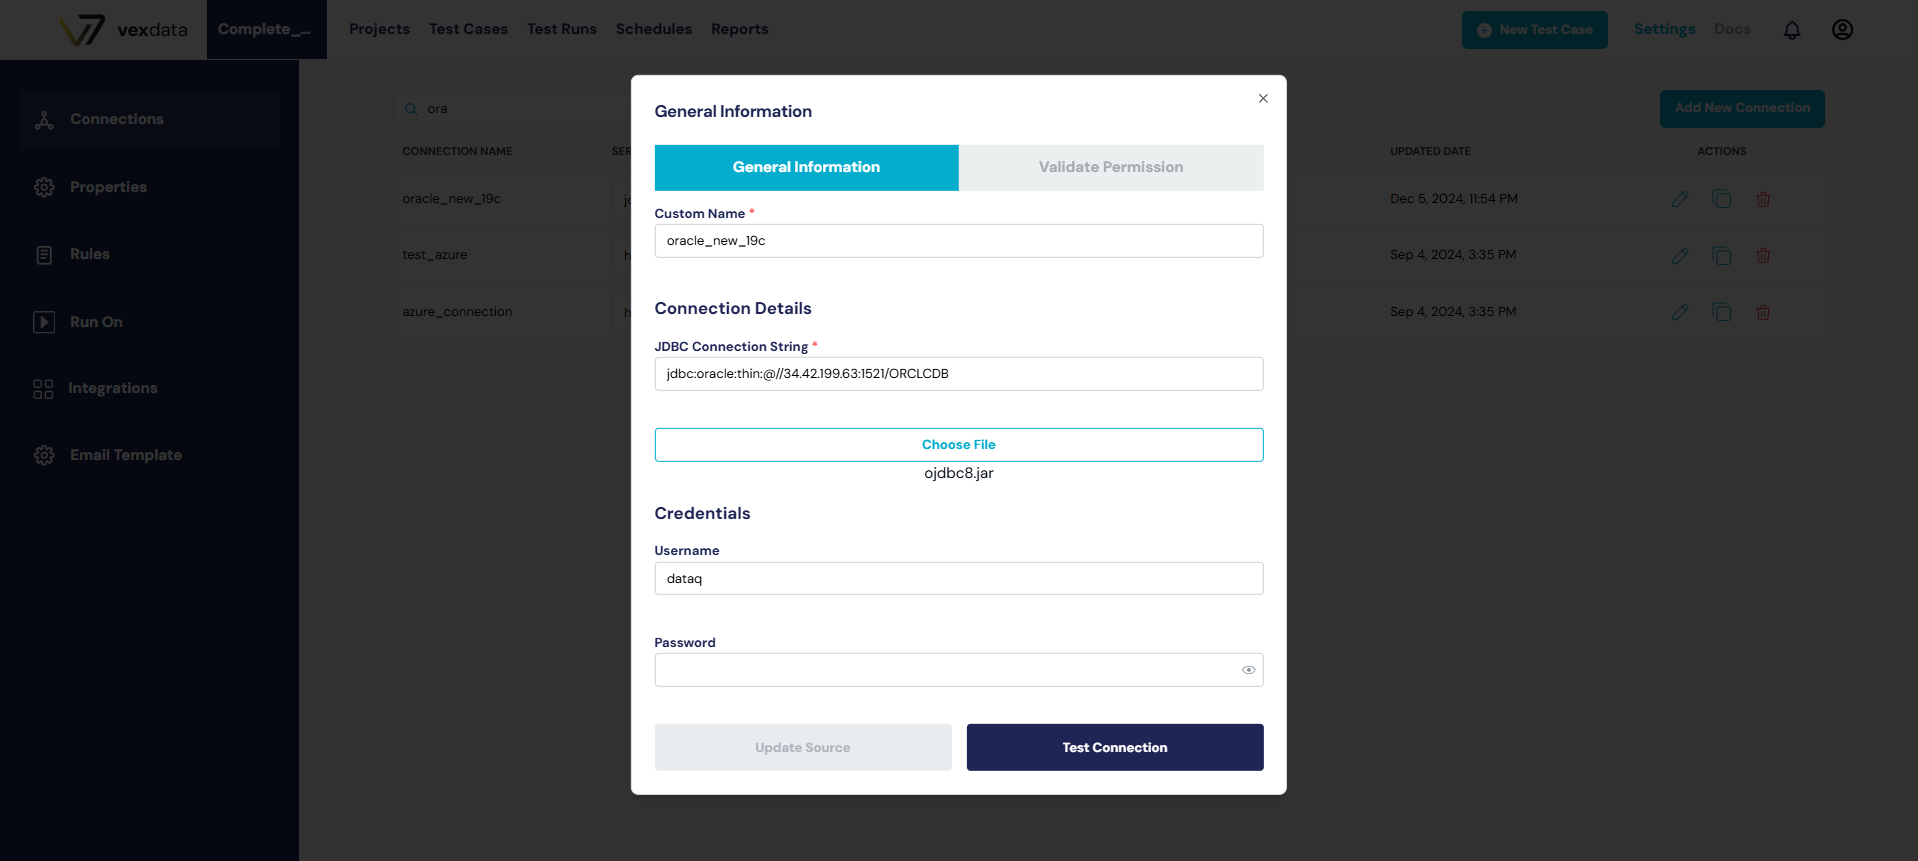 vexdata
Complete_...
Projects
Test Cases
Test Runs
Schedules
Reports
New Test Case
Settings
Docs
Connections
Properties
Rules
Run On
Integrations
Email Template
ora
Add New Connection
CONNECTION NAME
UPDATED DATE
ACTIONS
oracle_new_19c
Dec 5, 2024, 11:54 PM
test_azure
Sep 4, 2024, 3:35 PM
azure_connection
Sep 4, 2024, 3:35 PM
General Information
General Information
Validate Permission
Custom Name *
oracle_new_19c
Connection Details
JDBC Connection String *
jdbc:oracle:thin:@//34.42.199.63:1521/ORCLCDB
Choose File
ojdbc8.jar
Credentials
Username
dataq
Password
Update Source
Test Connection